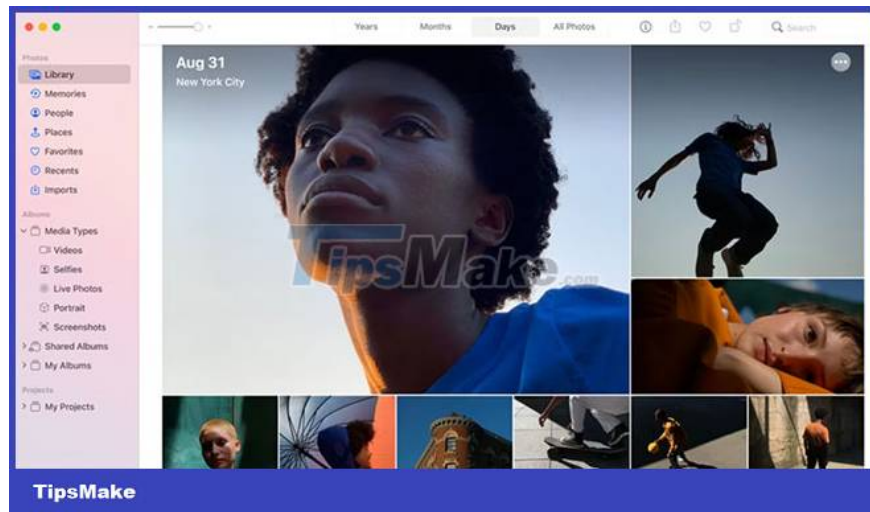 Years Months Days All Photos Search
Photos
Library
Memories
People
Places
Favorites
Recents
Imports
Albums
Media Types
Videos
Selfies
Live Photos
Portrait
Screenshots
Shared Albums
My Albums
Projects
My Projects
Aug 31
New York City
TipsMake.com
TipsMake